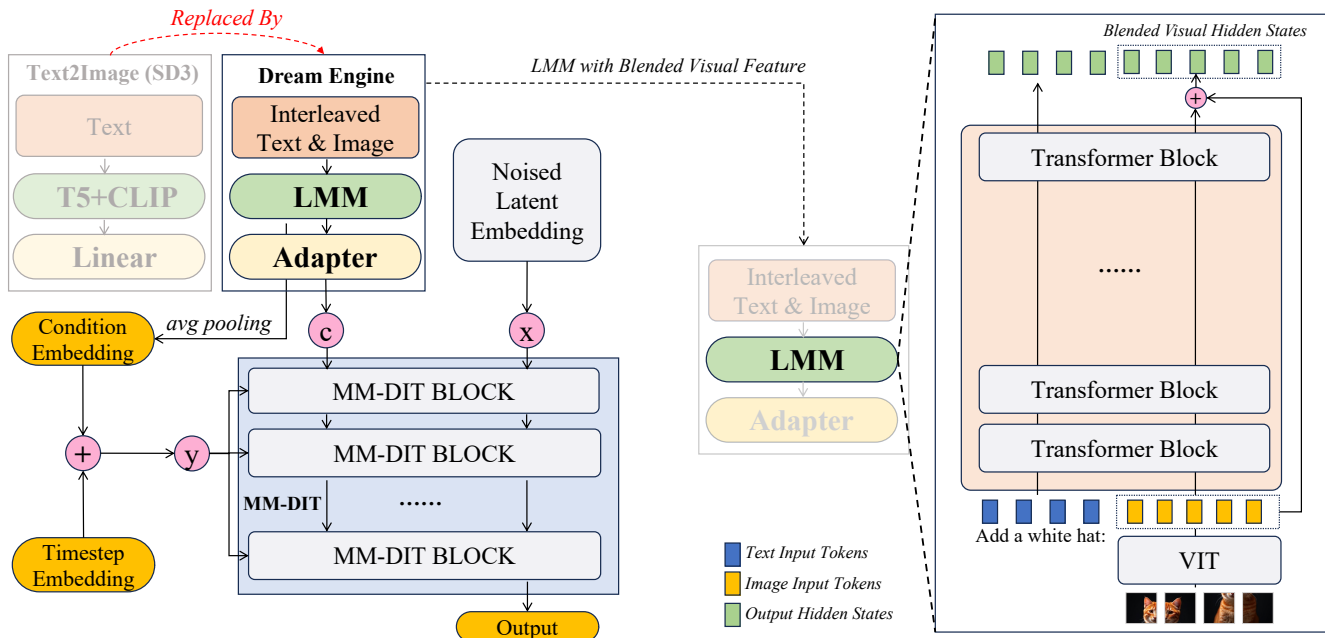 Replaced By
Text2Image (SD3)
Text
T5+CLIP
Linear
Dream Engine
Interleaved
Text & Image
LMM
Adapter
Noised
Latent
Embedding
LMM with Blended Visual Feature
avg pooling
Condition
Embedding
c
x
MM-DIT BLOCK
+
y
MM-DIT BLOCK
MM-DIT
······
MM-DIT BLOCK
Timestep
Embedding
Output
Interleaved
Text & Image
LMM
Adapter
Text Input Tokens
Image Input Tokens
Output Hidden States
Blended Visual Hidden States
+
Transformer Block
······
Transformer Block
Transformer Block
Add a white hat:
VIT